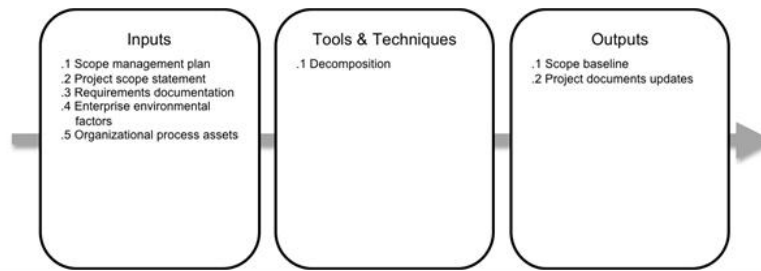 Inputs
.1 Scope management plan
.2 Project scope statement
.3 Requirements documentation
.4 Enterprise environmental
factors
.5 Organizational process assets
Tools & Techniques
.1 Decomposition
Outputs
.1 Scope baseline
.2 Project documents updates